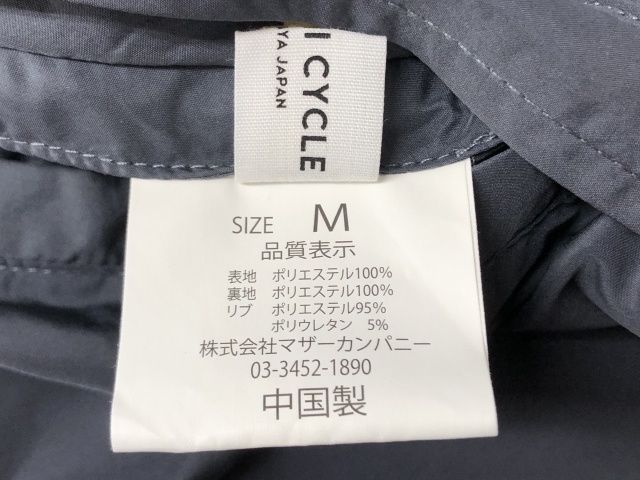 I CYCLE
YA JAPAN
SIZE M
品質表示
表地 ポリエステル100%
裏地 ポリエステル100%
リブ ポリエステル95%
ポリウレタン 5%
株式会社マザーカンパニー
03-3452-1890
中国製